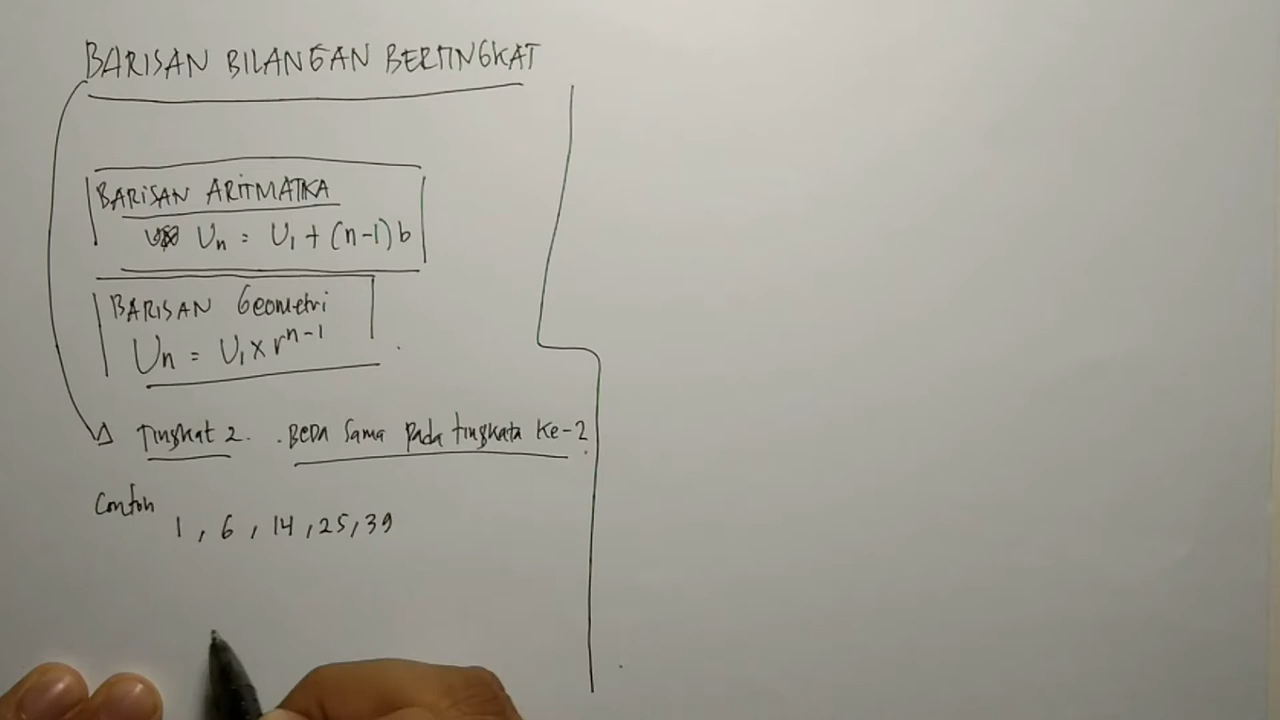 BARISAN BILANGAN BERTINGKAT
BARISAN ARITMATKA
Un = U1 + (n-1) b
BARISAN Geometri
Un = U1 x r^n-1
Tingkat 2. . BEDA Sama Pada tingkata Ke-2.
Contoh
1 , 6 , 14 , 25 , 39